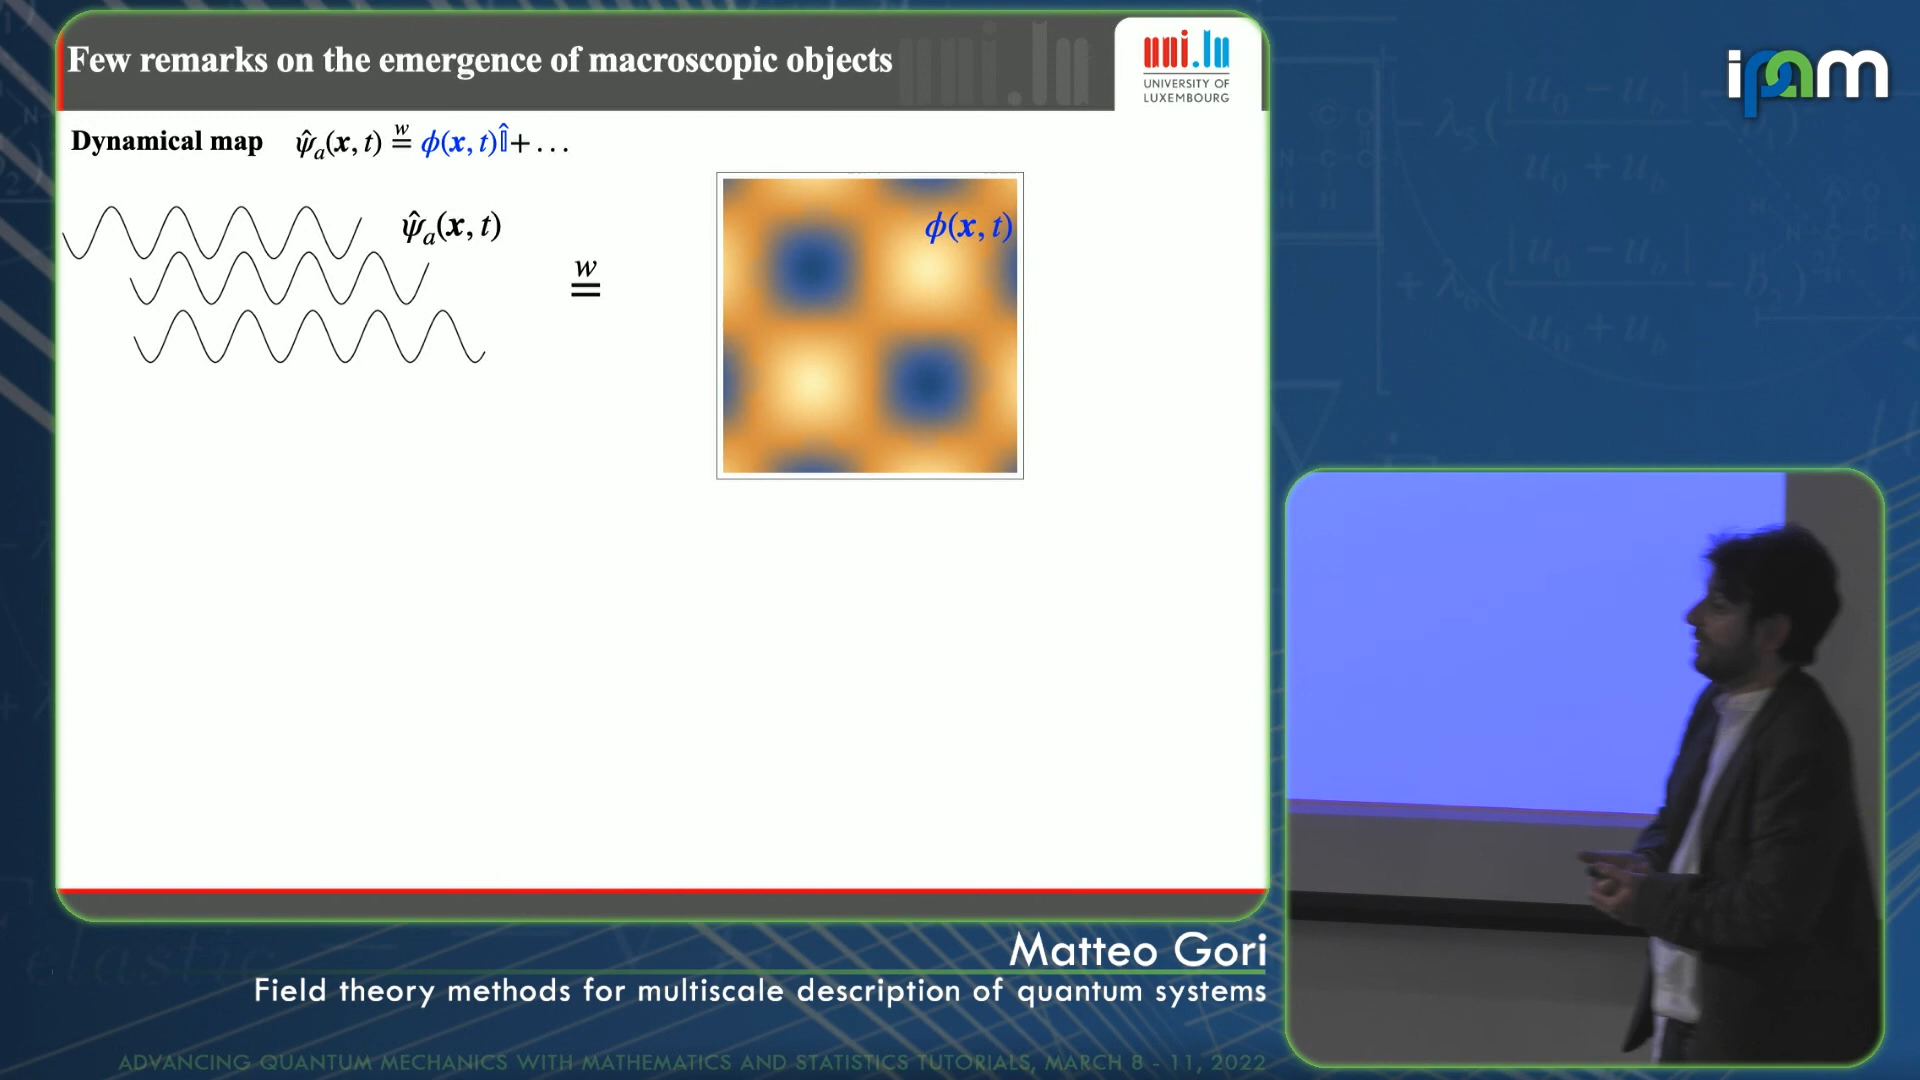 Few remarks on the emergence of macroscopic objects
uni.lu
UNIVERSITY OF
LUXEMBOURG
ipam
Dynamical map ψ̂ₐ(x, t) =ʷ ϕ(x, t)𝕀̂ + …
ψ̂ₐ(x, t)
w
=
ϕ(x, t)
Matteo Gori
Field theory methods for multiscale description of quantum systems
ADVANCING QUANTUM MECHANICS WITH MATHEMATICS AND STATISTICS TUTORIALS, MARCH 8 - 11, 2022